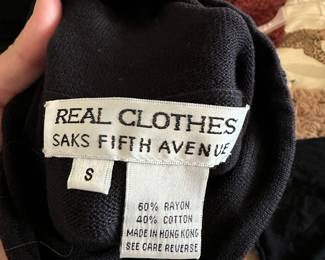 REAL CLOTHES
SAKS FIFTH AVENUE
S
60% RAYON
40% COTTON
MADE IN HONG KONG
SEE CARE REVERSE